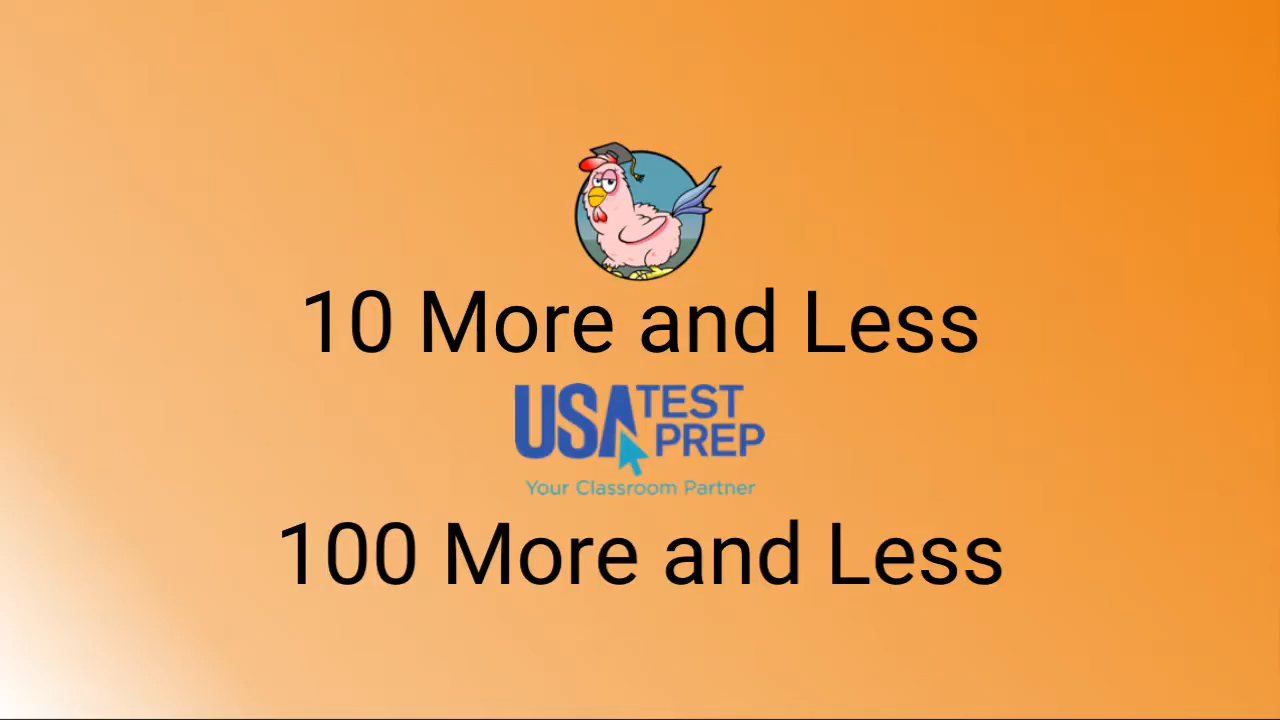 10 More and Less
USA TEST PREP
Your Classroom Partner
100 More and Less